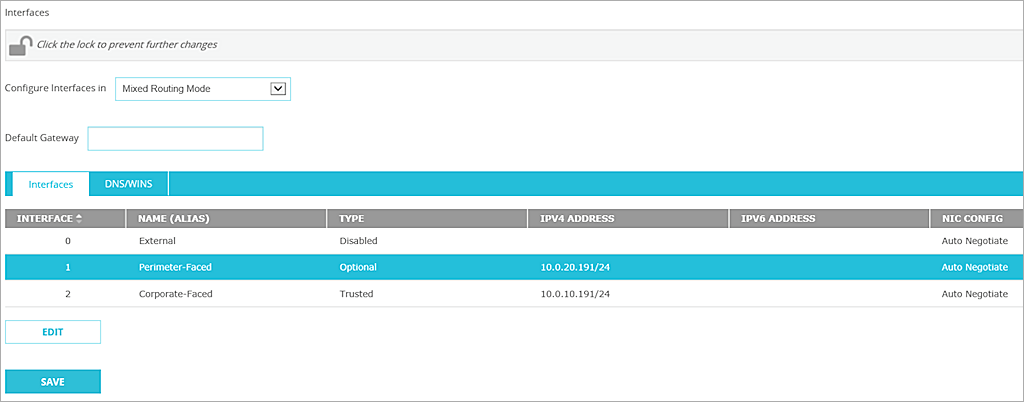 Interfaces
Click the lock to prevent further changes
Configure Interfaces in Mixed Routing Mode
Default Gateway
Interfaces DNS/WINS
INTERFACE NAME (ALIAS) TYPE IPV4 ADDRESS IPV6 ADDRESS NIC CONFIG
0 External Disabled Auto Negotiate
1 Perimeter-Faced Optional 10.0.20.191/24 Auto Negotiate
2 Corporate-Faced Trusted 10.0.10.191/24 Auto Negotiate
EDIT
SAVE